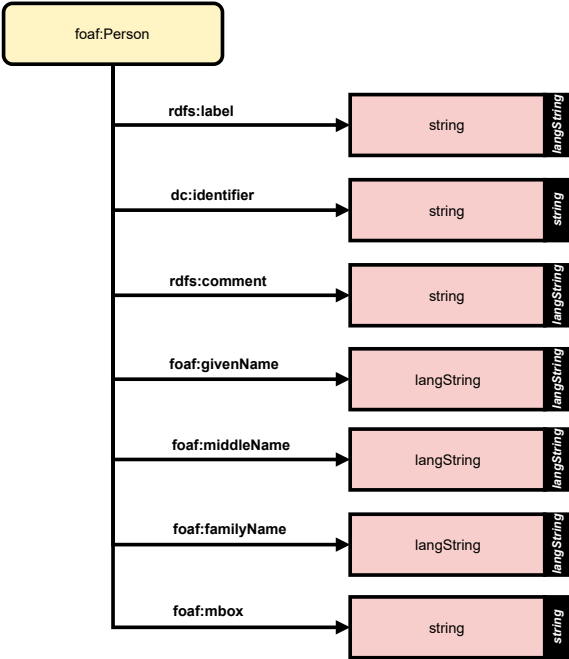 foaf:Person
rdfs:label
string
langString
dc:identifier
string
string
rdfs:comment
string
langString
foaf:givenName
langString
langString
foaf:middleName
langString
langString
foaf:familyName
langString
langString
foaf:mbox
string
string